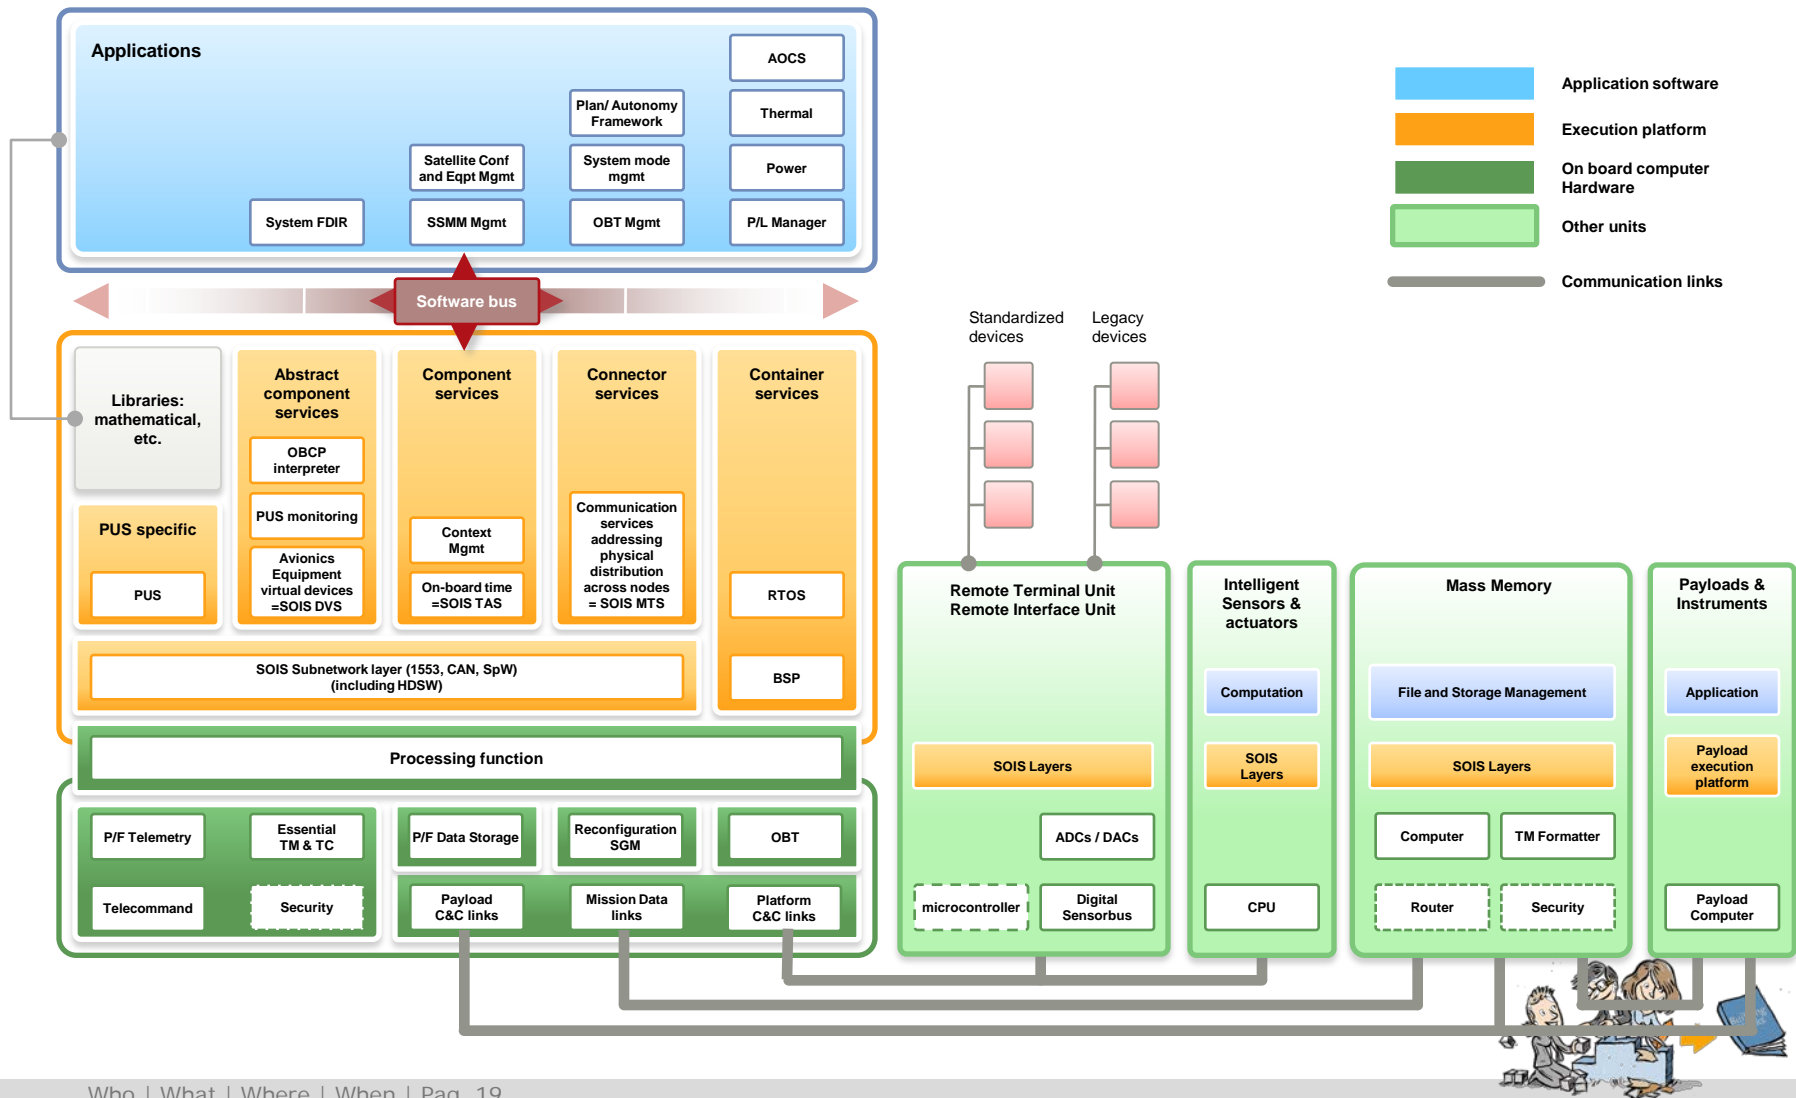 Applications
AOCS
Plan/ Autonomy
Framework
Thermal
Satellite Conf
and Eqpt Mgmt
System mode
mgmt
Power
System FDIR
SSMM Mgmt
OBT Mgmt
P/L Manager
Software bus
Application software
Execution platform
On board computer
Hardware
Other units
Communication links
Libraries:
mathematical,
etc.
Abstract
component
services
Component
services
Connector
services
Container
services
OBCP
interpreter
PUS monitoring
Avionics
Equipment
virtual devices
=SOIS DVS
PUS specific
PUS
Context
Mgmt
On-board time
=SOIS TAS
Communication
services
addressing
physical
distribution
across nodes
= SOIS MTS
RTOS
SOIS Subnetwork layer (1553, CAN, SpW)
(including HDSW)
BSP
Processing function
P/F Telemetry
Essential
TM & TC
P/F Data Storage
Reconfiguration
SGM
OBT
Telecommand
Security
Payload
C&C links
Mission Data
links
Platform
C&C links
Standardized
devices
Legacy
devices
Remote Terminal Unit
Remote Interface Unit
SOIS Layers
ADCs / DACs
microcontroller
Digital
Sensorbus
Intelligent
Sensors &
actuators
Computation
SOIS
Layers
CPU
Mass Memory
File and Storage Management
SOIS Layers
Computer
TM Formatter
Router
Security
Payloads &
Instruments
Application
Payload
execution
platform
Payload
Computer
Who | What | Where | When | Pag. 19